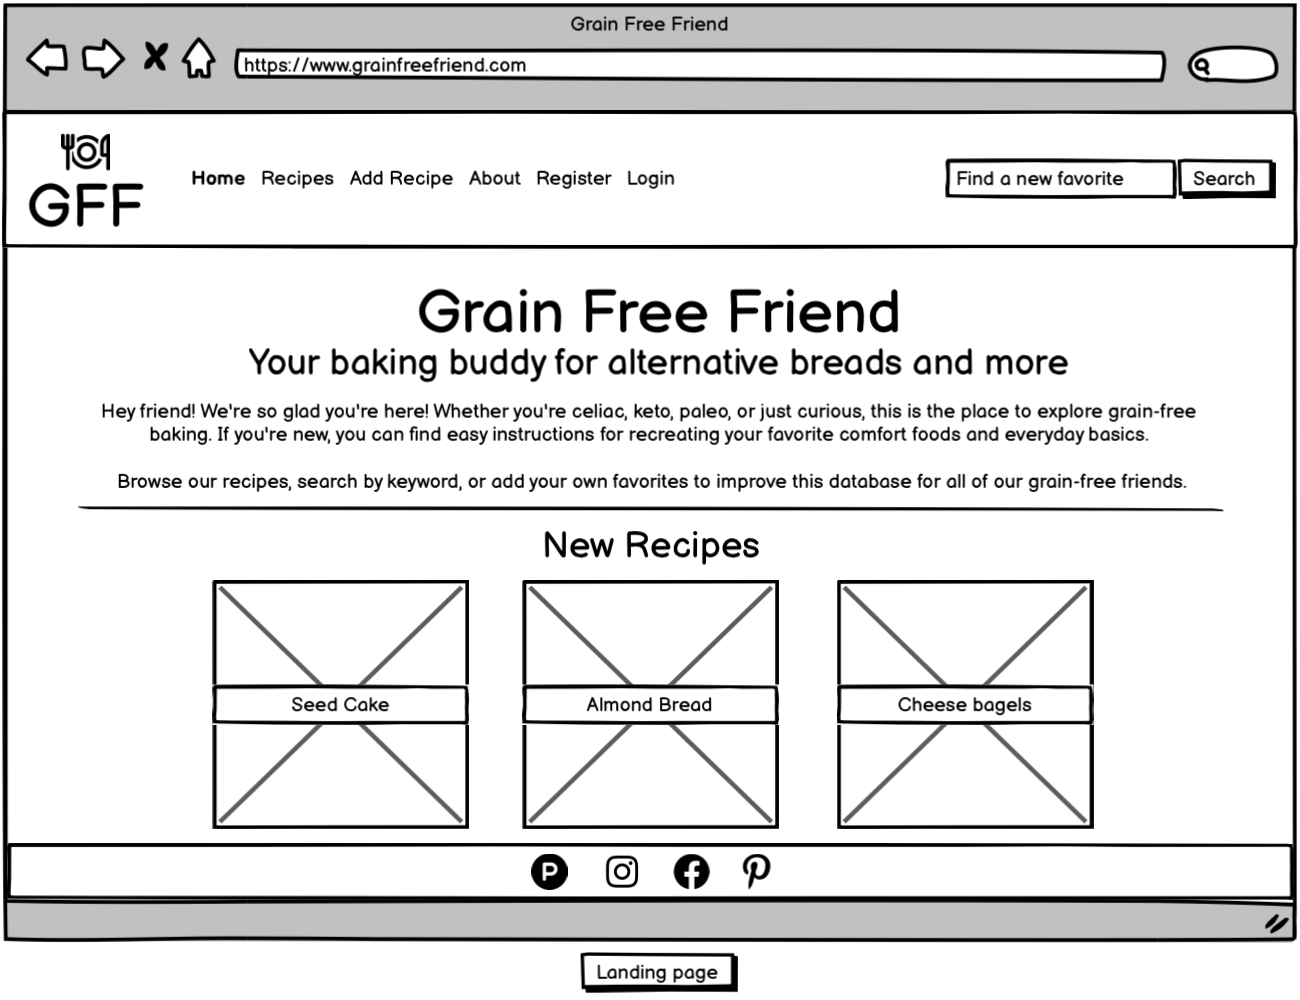 Grain Free Friend
https://www.grainfreefriend.com
GFF
Home Recipes Add Recipe About Register Login
Find a new favorite Search
Grain Free Friend
Your baking buddy for alternative breads and more
Hey friend! We're so glad you're here! Whether you're celiac, keto, paleo, or just curious, this is the place to explore grain-free
baking. If you're new, you can find easy instructions for recreating your favorite comfort foods and everyday basics.
Browse our recipes, search by keyword, or add your own favorites to improve this database for all of our grain-free friends.
New Recipes
Seed Cake Almond Bread Cheese bagels
Landing page